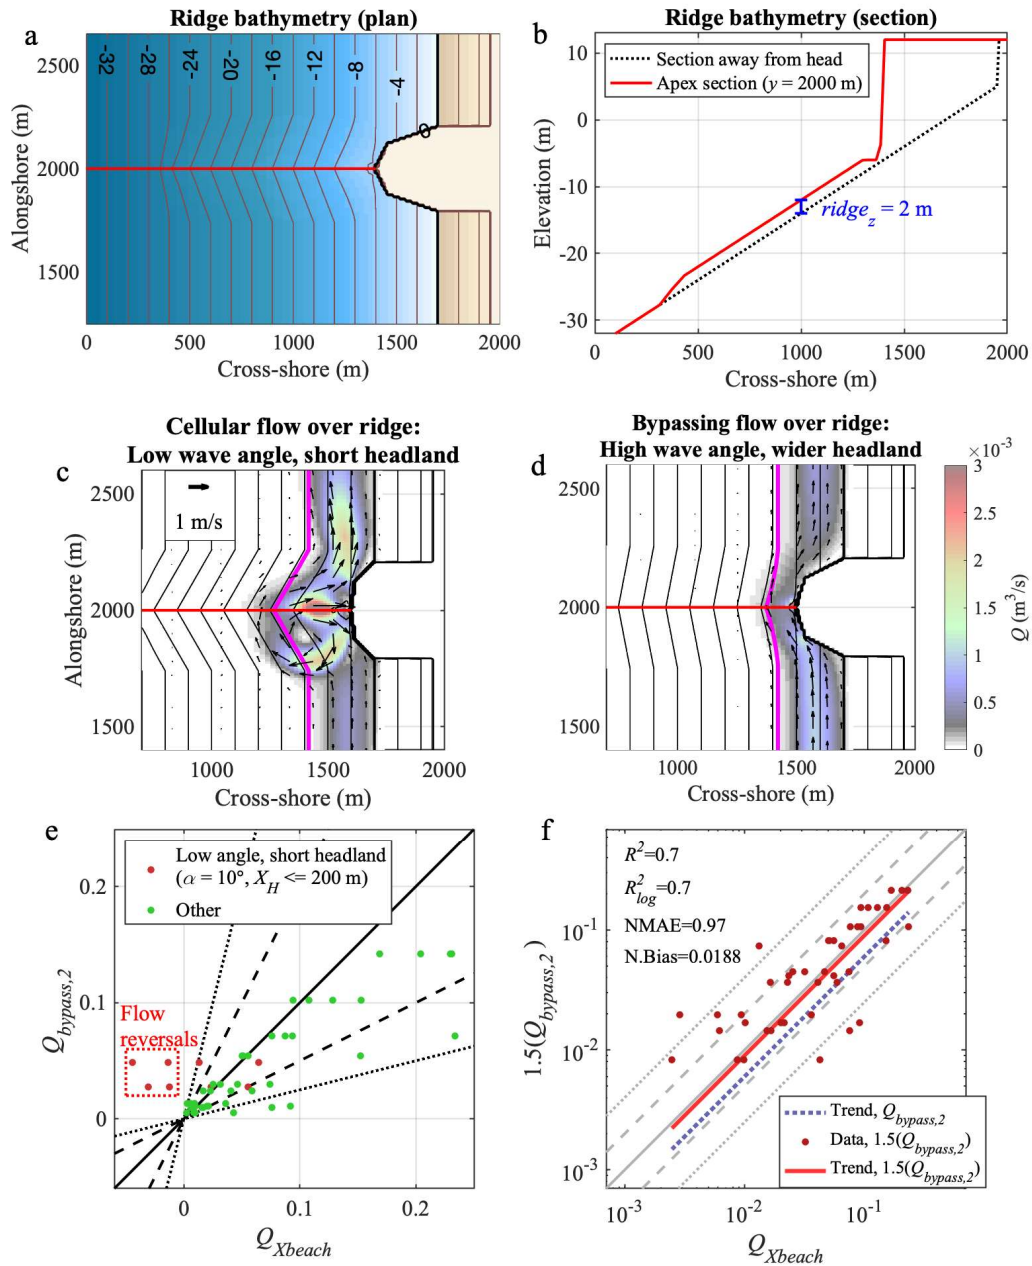 Ridge bathymetry (plan)
a
-32
-28
-24
-20
-16
-12
-8
-4
0
2500
2000
1500
Alongshore (m)
0
500
1000
1500
2000
Cross-shore (m)
Ridge bathymetry (section)
b
Section away from head
Apex section (y = 2000 m)
ridge_z = 2 m
10
0
-10
-20
-30
Elevation (m)
0
500
1000
1500
2000
Cross-shore (m)
Cellular flow over ridge:
Low wave angle, short headland
c
1 m/s
2500
2000
1500
Alongshore (m)
1000
1500
2000
Cross-shore (m)
Bypassing flow over ridge:
High wave angle, wider headland
d
2500
2000
1500
1000
1500
2000
Cross-shore (m)
×10⁻³
3
2.5
2
1.5
1
0.5
0
Q (m³/s)
e
Low angle, short headland
(α = 10°, X_H <= 200 m)
Other
Flow
reversals
0.2
0.1
0
Q_bypass,2
0
0.1
0.2
Q_Xbeach
f
R²=0.7
R²_log=0.7
NMAE=0.97
N.Bias=0.0188
Trend, Q_bypass,2
Data, 1.5(Q_bypass,2)
Trend, 1.5(Q_bypass,2)
10⁻¹
10⁻²
10⁻³
1.5(Q_bypass,2)
10⁻³
10⁻²
10⁻¹
Q_Xbeach